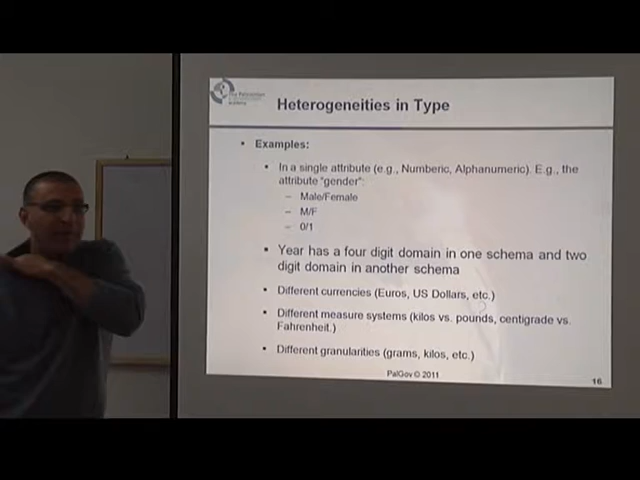 Heterogeneities in Type
• Examples:
• In a single attribute (e.g., Numberic, Alphanumeric). E.g., the
attribute "gender":
– Male/Female
– M/F
– 0/1
• Year has a four digit domain in one schema and two
digit domain in another schema
• Different currencies (Euros, US Dollars, etc.)
• Different measure systems (kilos vs. pounds, centigrade vs.
Fahrenheit.)
• Different granularities (grams, kilos, etc.)
PalGov © 2011
16